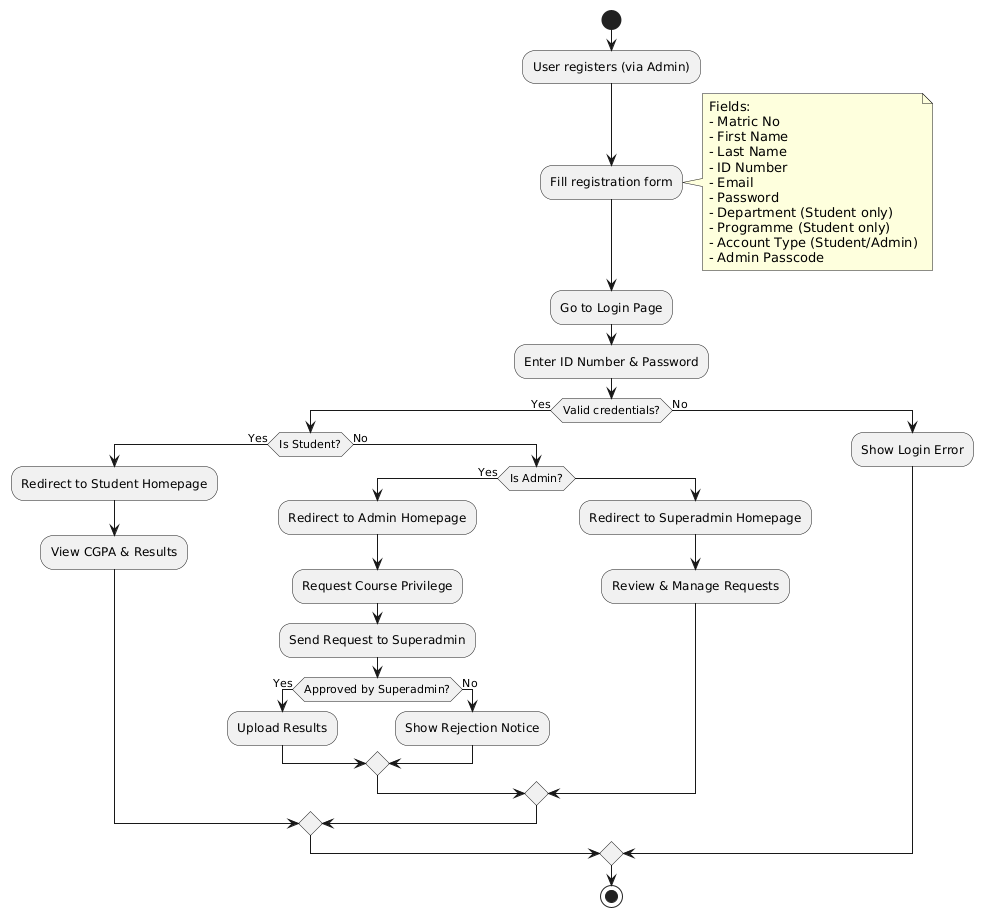 User registers (via Admin)
Fields:
- Matric No
- First Name
- Last Name
- ID Number
- Email
- Password
- Department (Student only)
- Programme (Student only)
- Account Type (Student/Admin)
- Admin Passcode
Fill registration form
Go to Login Page
Enter ID Number & Password
Yes
Valid credentials?
No
Yes
Is Student?
No
Show Login Error
Yes
Is Admin?
Redirect to Student Homepage
View CGPA & Results
Redirect to Admin Homepage
Redirect to Superadmin Homepage
Request Course Privilege
Review & Manage Requests
Send Request to Superadmin
Yes
Approved by Superadmin?
No
Upload Results
Show Rejection Notice